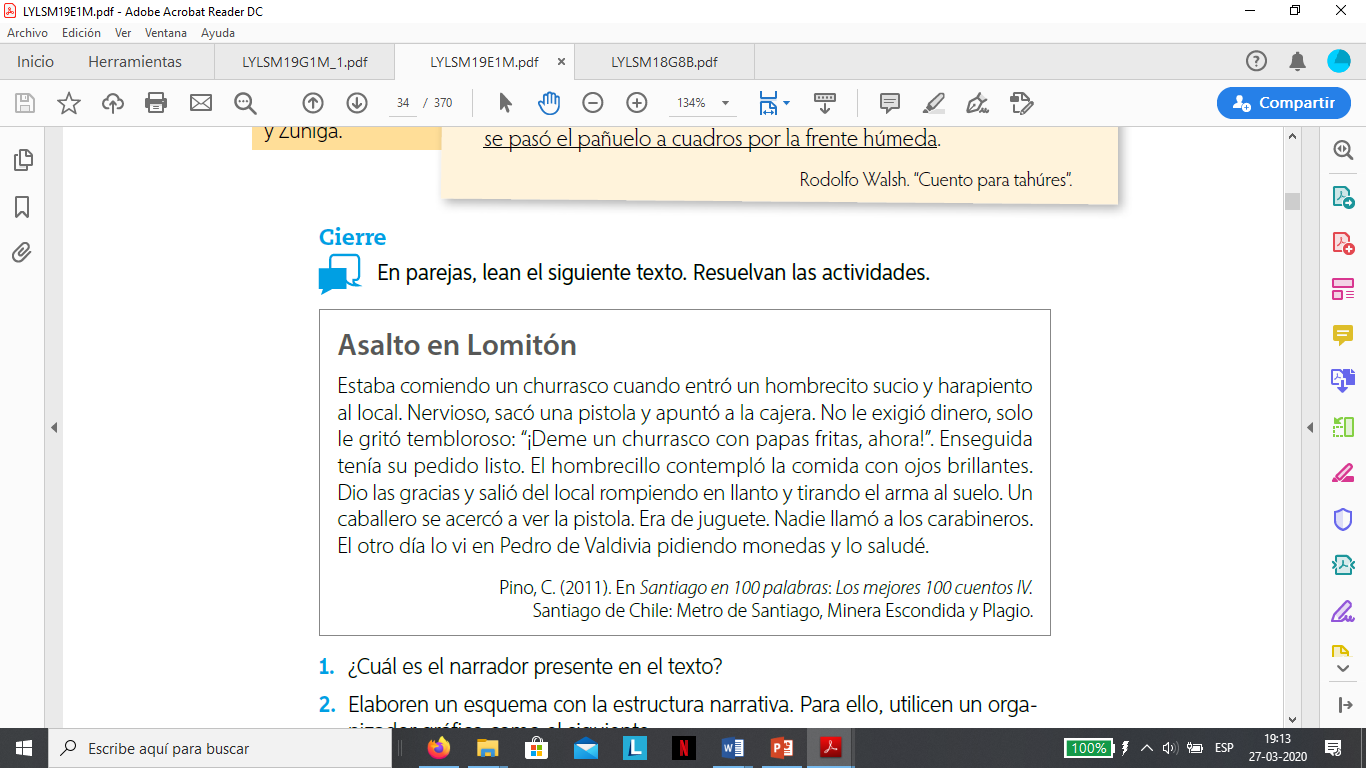 LYLSM19E1M.pdf - Adobe Acrobat Reader DC
Archivo Edición Ver Ventana Ayuda
Inicio Herramientas LYLSM19G1M_1.pdf LYLSM19E1M.pdf × LYLSM18G8B.pdf
34 / 370 134% Compartir
y Zúñiga.
se pasó el pañuelo a cuadros por la frente húmeda.
Rodolfo Walsh. “Cuento para tahúres”.
Cierre
En parejas, lean el siguiente texto. Resuelvan las actividades.
Asalto en Lomitón
Estaba comiendo un churrasco cuando entró un hombrecito sucio y harapiento
al local. Nervioso, sacó una pistola y apuntó a la cajera. No le exigió dinero, solo
le gritó tembloroso: “¡Deme un churrasco con papas fritas, ahora!”. Enseguida
tenía su pedido listo. El hombrecillo contempló la comida con ojos brillantes.
Dio las gracias y salió del local rompiendo en llanto y tirando el arma al suelo. Un
caballero se acercó a ver la pistola. Era de juguete. Nadie llamó a los carabineros.
El otro día lo vi en Pedro de Valdivia pidiendo monedas y lo saludé.
Pino, C. (2011). En Santiago en 100 palabras: Los mejores 100 cuentos IV.
Santiago de Chile: Metro de Santiago, Minera Escondida y Plagio.
1. ¿Cuál es el narrador presente en el texto?
2. Elaboren un esquema con la estructura narrativa. Para ello, utilicen un orga-
nizador gráfico como el siguiente
Escribe aquí para buscar
100% ESP 19:13
27-03-2020